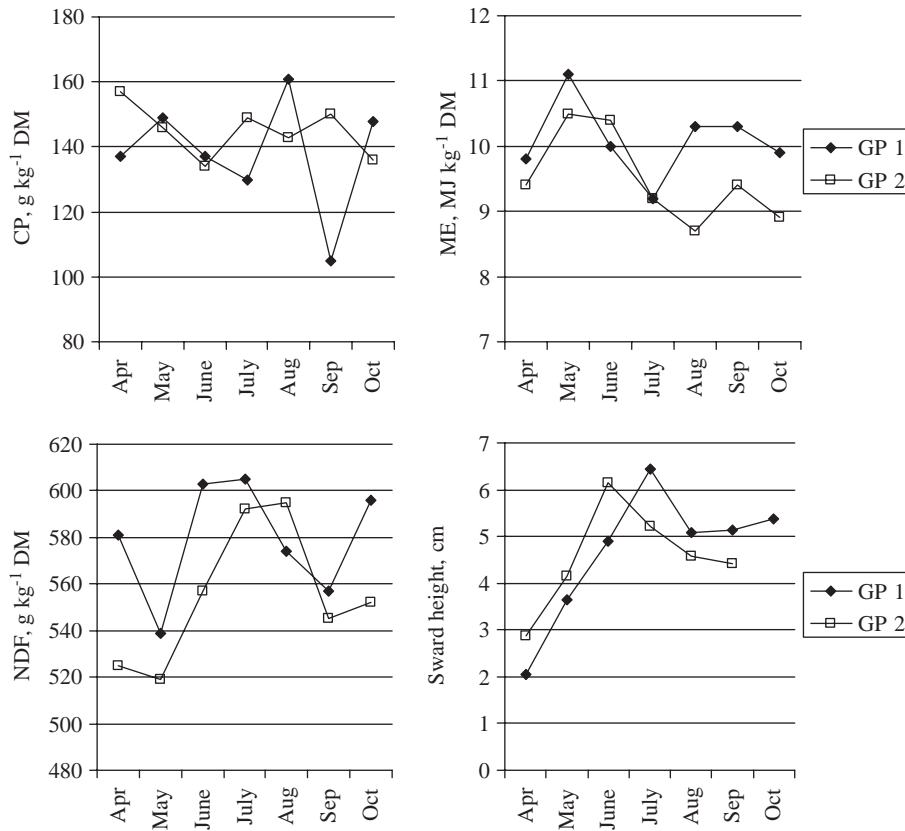 CP, g kg⁻¹ DM
180
160
140
120
100
80
Apr
May
June
July
Aug
Sep
Oct
ME, MJ kg⁻¹ DM
12
11
10
9
8
7
Apr
May
June
July
Aug
Sep
Oct
GP 1
GP 2
NDF, g kg⁻¹ DM
620
600
580
560
540
520
500
480
Apr
May
June
July
Aug
Sep
Oct
Sward height, cm
7
6
5
4
3
2
1
0
Apr
May
June
July
Aug
Sep
Oct
GP 1
GP 2